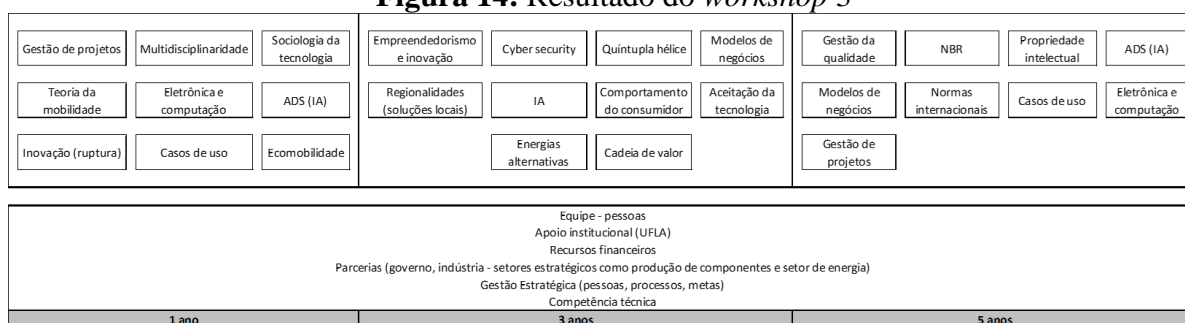 Figura 14: Resultado do workshop 3
Gestão de projetos
Multidisciplinaridade
Sociologia da
tecnologia
Teoria da
mobilidade
Eletrônica e
computação
ADS (IA)
Inovação (ruptura)
Casos de uso
Ecomobilidade
Empreendedorismo
e inovação
Cyber security
Quíntupla hélice
Modelos de
negócios
Regionalidades
(soluções locais)
IA
Comportamento
do consumidor
Aceitação da
tecnologia
Energias
alternativas
Cadeia de valor
Gestão da
qualidade
NBR
Propriedade
intelectual
ADS (IA)
Modelos de
negócios
Normas
internacionais
Casos de uso
Eletrônica e
computação
Gestão de
projetos
Equipe - pessoas
Apoio institucional (UFLA)
Recursos financeiros
Parcerias (governo, indústria - setores estratégicos como produção de componentes e setor de energia)
Gestão Estratégica (pessoas, processos, metas)
Competência técnica
1 ano
3 anos
5 anos